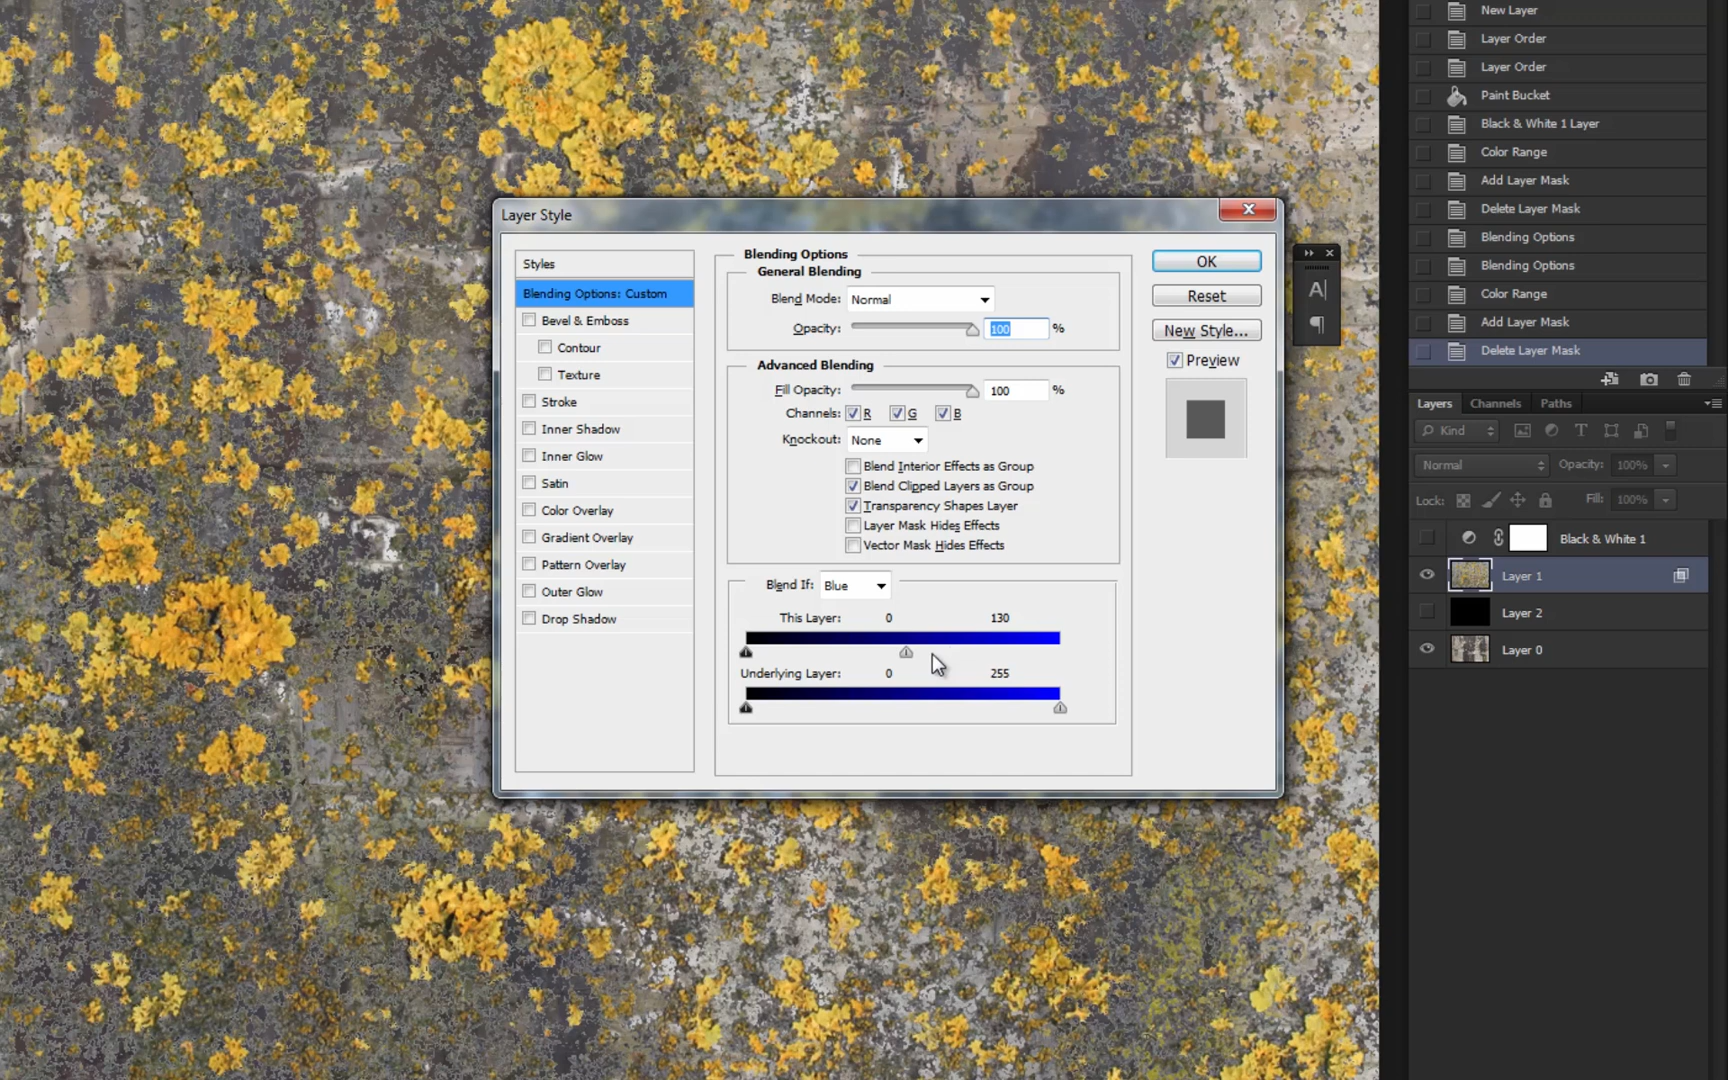 New Layer
Layer Order
Layer Order
Paint Bucket
Black & White 1 Layer
Color Range
Add Layer Mask
Delete Layer Mask
Blending Options
Blending Options
Color Range
Add Layer Mask
Delete Layer Mask
Layers Channels Paths
Kind
Normal Opacity: 100%
Lock: Fill: 100%
Black & White 1
Layer 1
Layer 2
Layer 0
Layer Style
Styles
Blending Options: Custom
Bevel & Emboss
Contour
Texture
Stroke
Inner Shadow
Inner Glow
Satin
Color Overlay
Gradient Overlay
Pattern Overlay
Outer Glow
Drop Shadow
Blending Options
General Blending
Blend Mode: Normal
Opacity: 100 %
Advanced Blending
Fill Opacity: 100 %
Channels: R G B
Knockout: None
Blend Interior Effects as Group
Blend Clipped Layers as Group
Transparency Shapes Layer
Layer Mask Hides Effects
Vector Mask Hides Effects
Blend If: Blue
This Layer: 0 130
Underlying Layer: 0 255
OK
Reset
New Style...
Preview